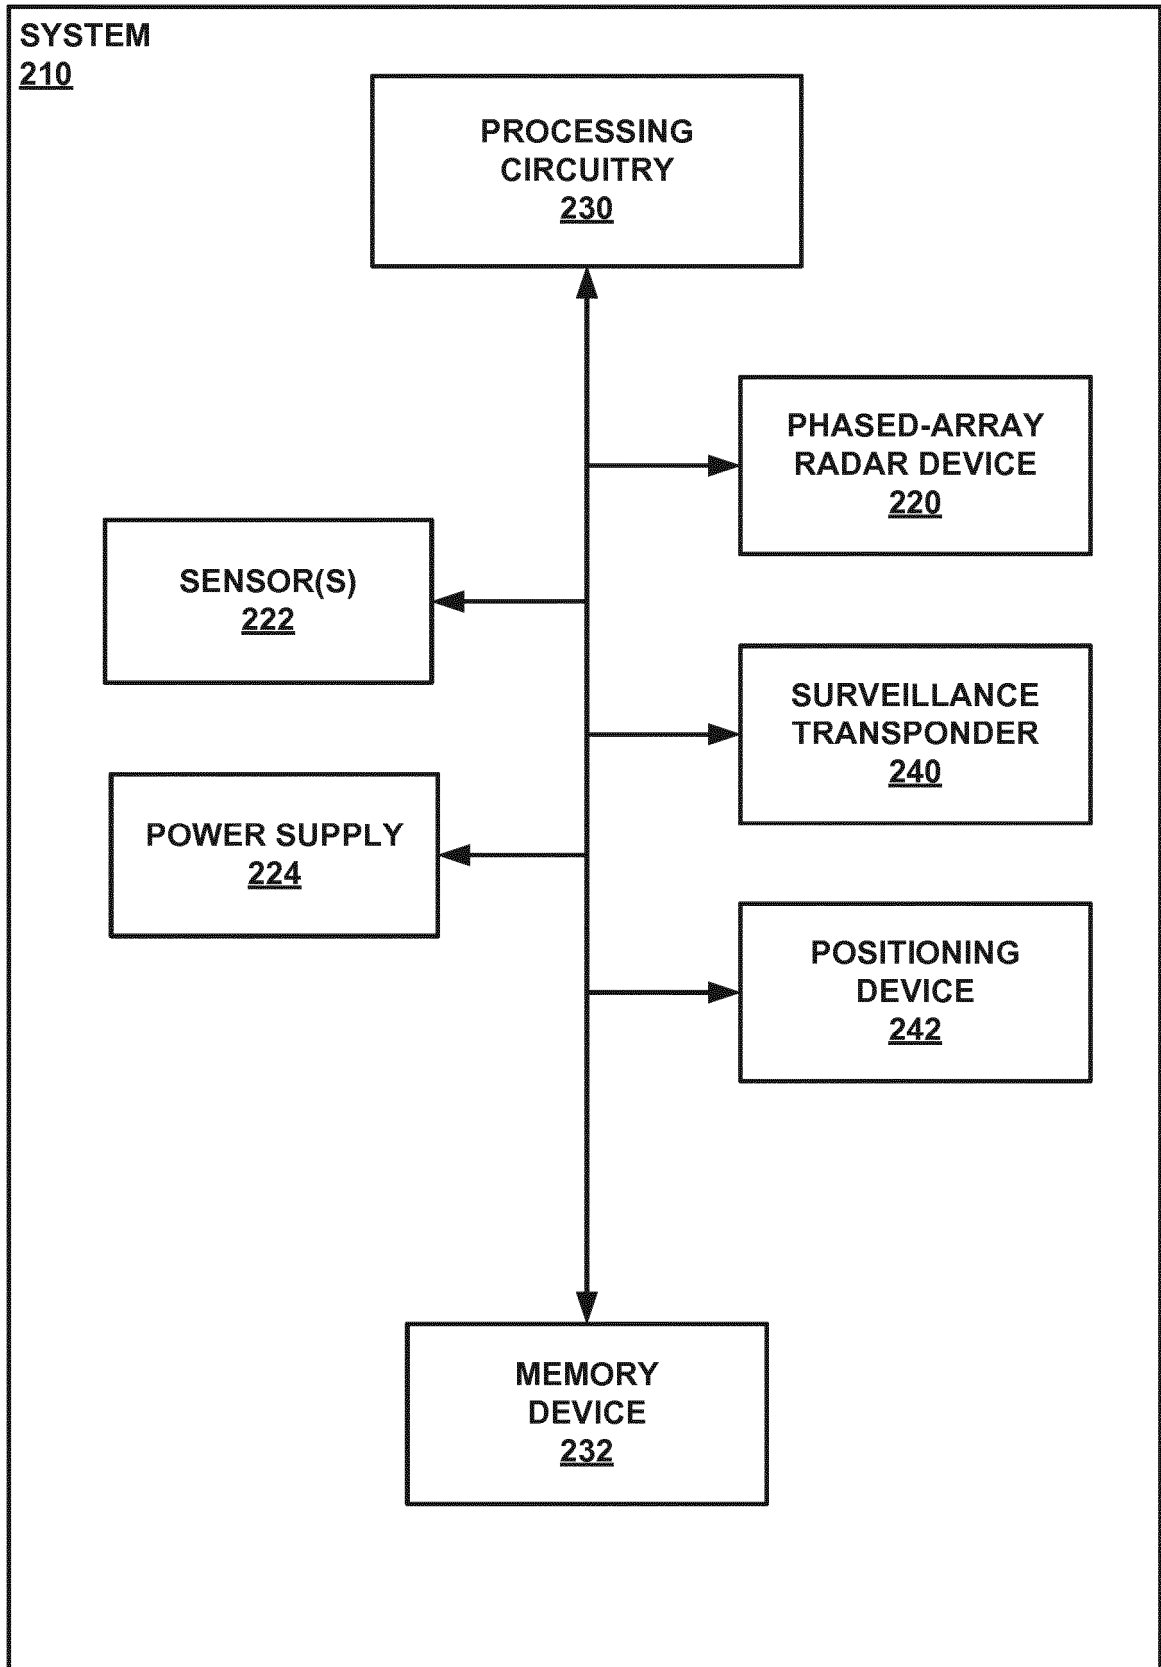 SYSTEM
210
PROCESSING
CIRCUITRY
230
PHASED-ARRAY
RADAR DEVICE
220
SENSOR(S)
222
SURVEILLANCE
TRANSPONDER
240
POWER SUPPLY
224
POSITIONING
DEVICE
242
MEMORY
DEVICE
232